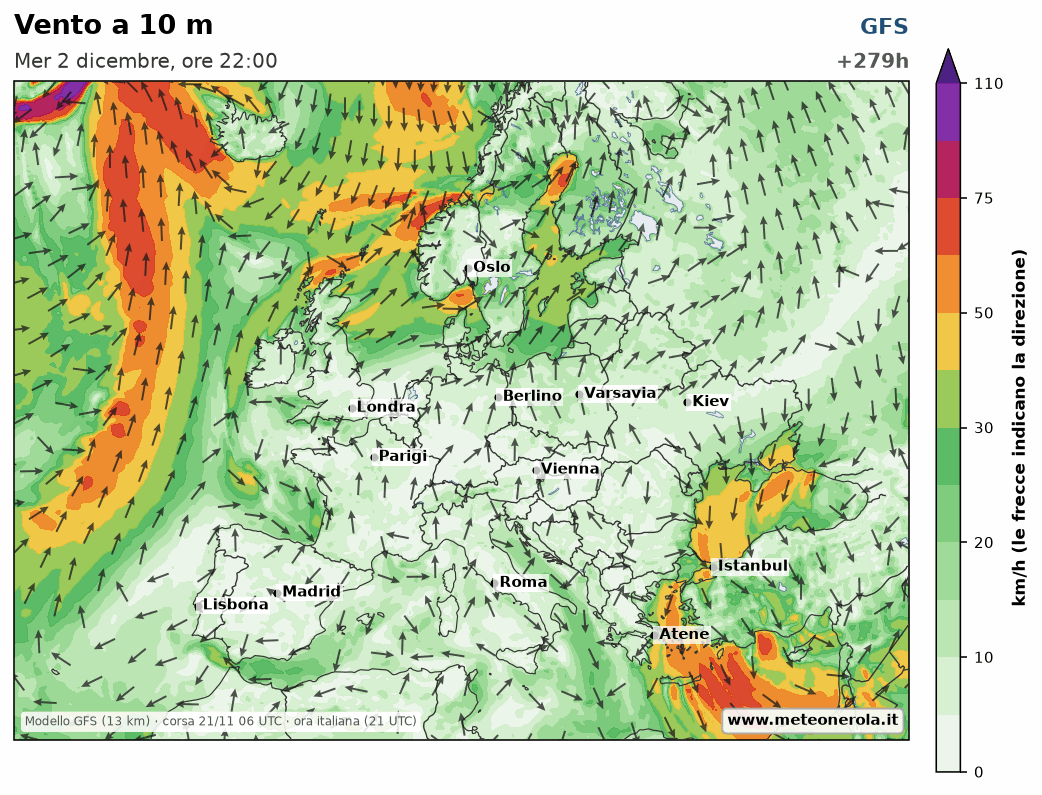 Vento a 10 m
GFS
Mer 2 dicembre, ore 22:00
+279h
110
75
50
30
20
10
0
km/h (le frecce indicano la direzione)
Oslo
Londra
Berlino
Varsavia
Kiev
Parigi
Vienna
Istanbul
Roma
Madrid
Lisbona
Atene
Modello GFS (13 km) · corsa 21/11 06 UTC · ora italiana (21 UTC)
www.meteonerola.it